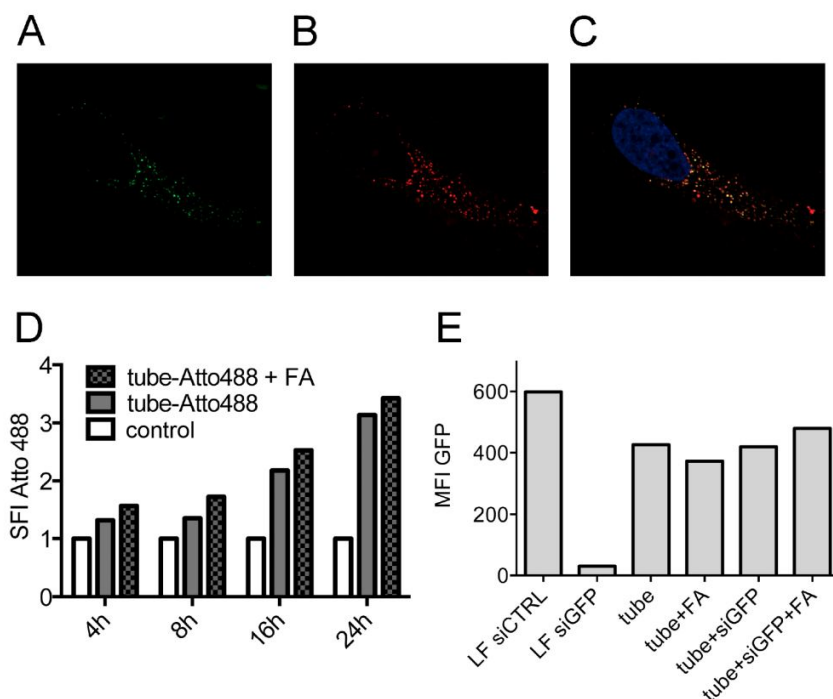 A
B
C
D
4
3
2
1
0
SFI Atto 488
tube-Atto488 + FA
tube-Atto488
control
4h
8h
16h
24h
E
600
400
200
0
MFI GFP
LF siCTRL
LF siGFP
tube
tube+FA
tube+siGFP
tube+siGFP+FA